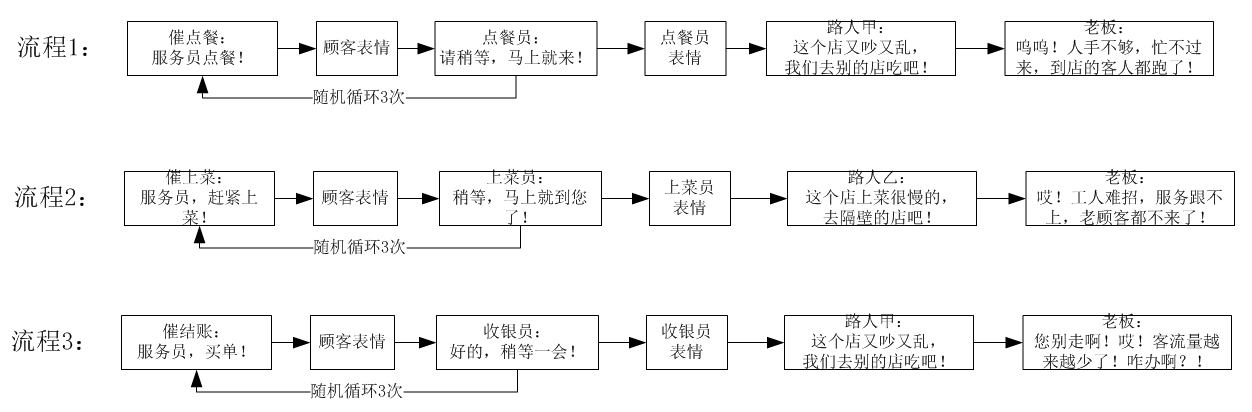 流程1：
催点餐：
服务员点餐！
顾客表情
点餐员：
请稍等，马上就来！
点餐员
表情
路人甲：
这个店又吵又乱，
我们去别的店吃吧！
老板：
呜呜！人手不够，忙不过
来，到店的客人都跑了！
随机循环3次
流程2：
催上菜：
服务员，赶紧上
菜！
顾客表情
上菜员：
稍等，马上就到您
了！
上菜员
表情
路人乙：
这个店上菜很慢的，
去隔壁的店吧！
老板：
哎！工人难招，服务跟不
上，老顾客都不来了！
随机循环3次
流程3：
催结账：
服务员，买单！
顾客表情
收银员：
好的，稍等一会！
收银员
表情
路人甲：
这个店又吵又乱，
我们去别的店吃吧！
老板：
您别走啊！哎！客流量越
来越少了！咋办啊？！
随机循环3次